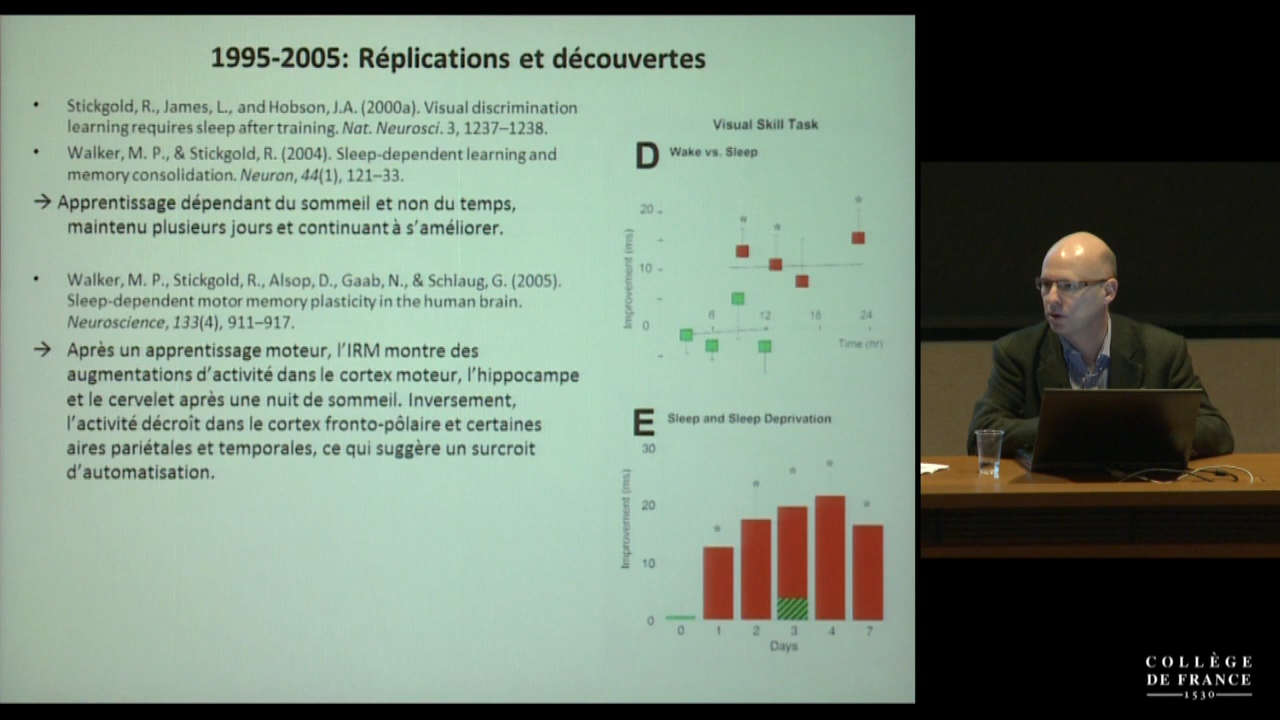 1995-2005: Réplications et découvertes
• Stickgold, R., James, L., and Hobson, J.A. (2000a). Visual discrimination
learning requires sleep after training. Nat. Neurosci. 3, 1237–1238.
• Walker, M. P., & Stickgold, R. (2004). Sleep-dependent learning and
memory consolidation. Neuron, 44(1), 121–33.
→ Apprentissage dépendant du sommeil et non du temps,
maintenu plusieurs jours et continuant à s'améliorer.
• Walker, M. P., Stickgold, R., Alsop, D., Gaab, N., & Schlaug, G. (2005).
Sleep-dependent motor memory plasticity in the human brain.
Neuroscience, 133(4), 911–917.
→ Après un apprentissage moteur, l'IRM montre des
augmentations d'activité dans le cortex moteur, l'hippocampe
et le cervelet après une nuit de sommeil. Inversement,
l'activité décroît dans le cortex fronto-pôlaire et certaines
aires pariétales et temporales, ce qui suggère un surcroit
d'automatisation.
Visual Skill Task
D Wake vs. Sleep
Improvement (ms)
20
10
0
6 12 18 24
Time (hr)
* * *
E Sleep and Sleep Deprivation
Improvement (ms)
30
20
10
0
* * * * *
0 1 2 3 4 7
Days
COLLÈGE
DE FRANCE
1530